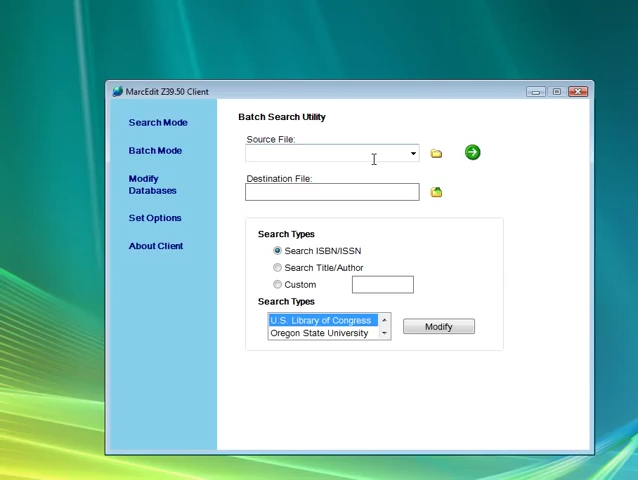 MarcEdit Z39.50 Client
Search Mode
Batch Mode
Modify
Databases
Set Options
About Client
Batch Search Utility
Source File:
Destination File:
Search Types
Search ISBN/ISSN
Search Title/Author
Custom
Search Types
U.S. Library of Congress
Oregon State University
Modify